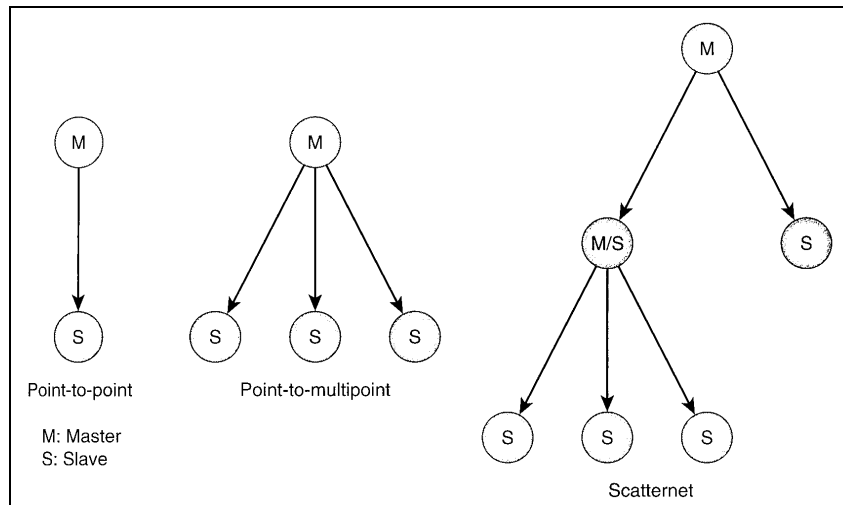 M
S
Point-to-point
M: Master
S: Slave
M
S S S
Point-to-multipoint
M
M/S S
S S S
Scatternet